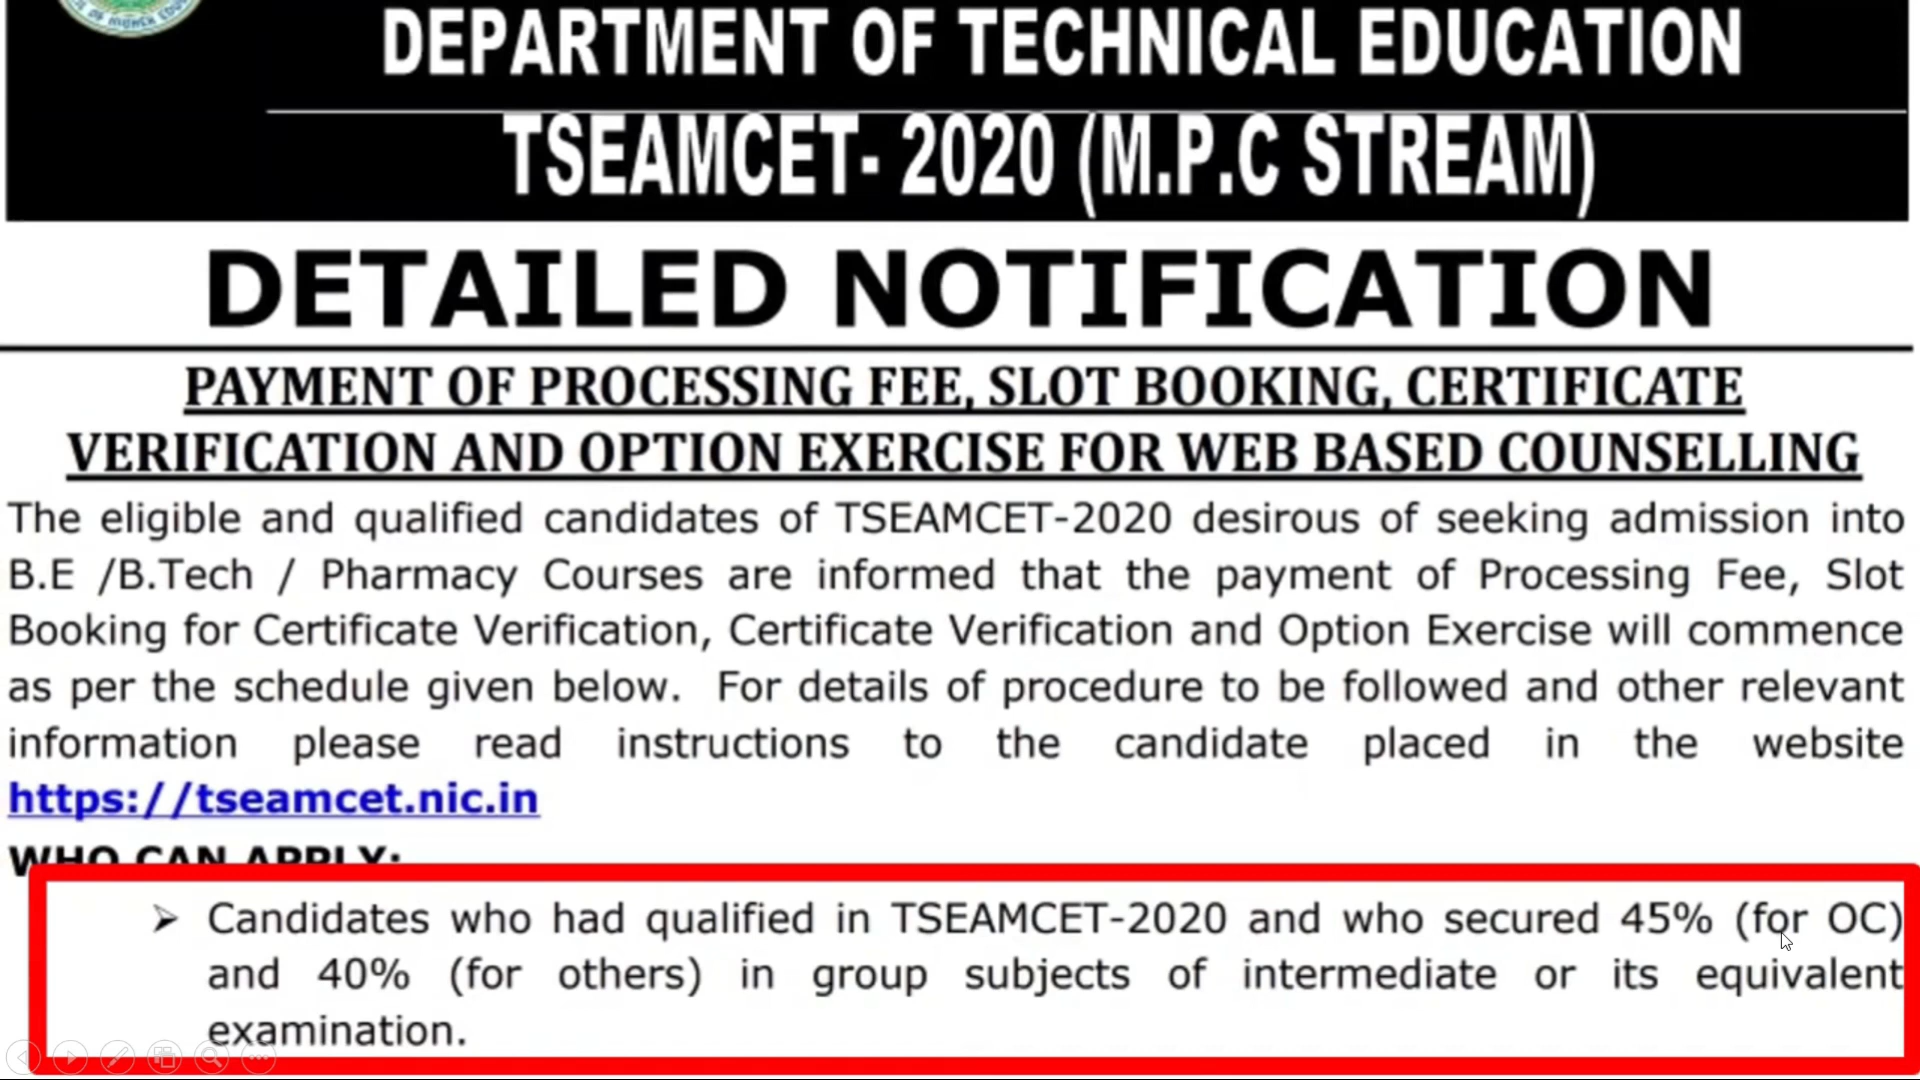 OF HIGHER EDUC
DEPARTMENT OF TECHNICAL EDUCATION
TSEAMCET- 2020 (M.P.C STREAM)
DETAILED NOTIFICATION
PAYMENT OF PROCESSING FEE, SLOT BOOKING, CERTIFICATE
VERIFICATION AND OPTION EXERCISE FOR WEB BASED COUNSELLING
The eligible and qualified candidates of TSEAMCET-2020 desirous of seeking admission into
B.E /B.Tech / Pharmacy Courses are informed that the payment of Processing Fee, Slot
Booking for Certificate Verification, Certificate Verification and Option Exercise will commence
as per the schedule given below. For details of procedure to be followed and other relevant
information please read instructions to the candidate placed in the website
https://tseamcet.nic.in
WHO CAN APPLY:
➢ Candidates who had qualified in TSEAMCET-2020 and who secured 45% (for OC)
and 40% (for others) in group subjects of intermediate or its equivalent
examination.